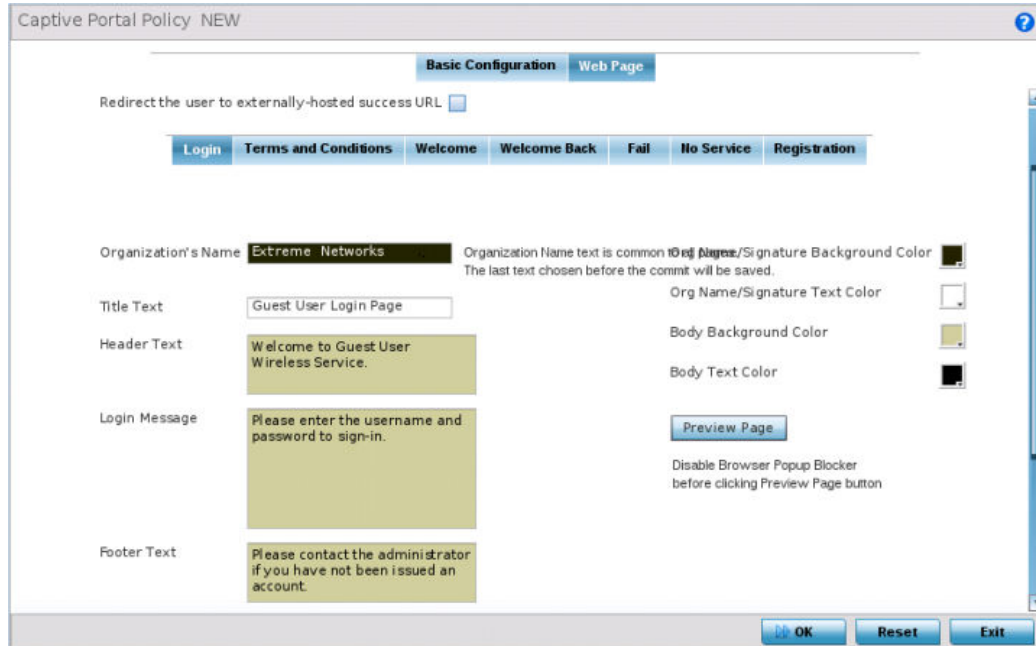 Captive Portal Policy NEW
?
Basic Configuration Web Page
Redirect the user to externally-hosted success URL
Login Terms and Conditions Welcome Welcome Back Fail No Service Registration
Organization's Name Extreme Networks
Organization Name text is common to all pages.
The last text chosen before the commit will be saved.
Org Name/Signature Background Color
Org Name/Signature Text Color
Title Text Guest User Login Page
Body Background Color
Header Text
Welcome to Guest User
Wireless Service.
Body Text Color
Login Message
Please enter the username and
password to sign-in.
Preview Page
Disable Browser Popup Blocker
before clicking Preview Page button
Footer Text
Please contact the administrator
if you have not been issued an
account.
OK Reset Exit